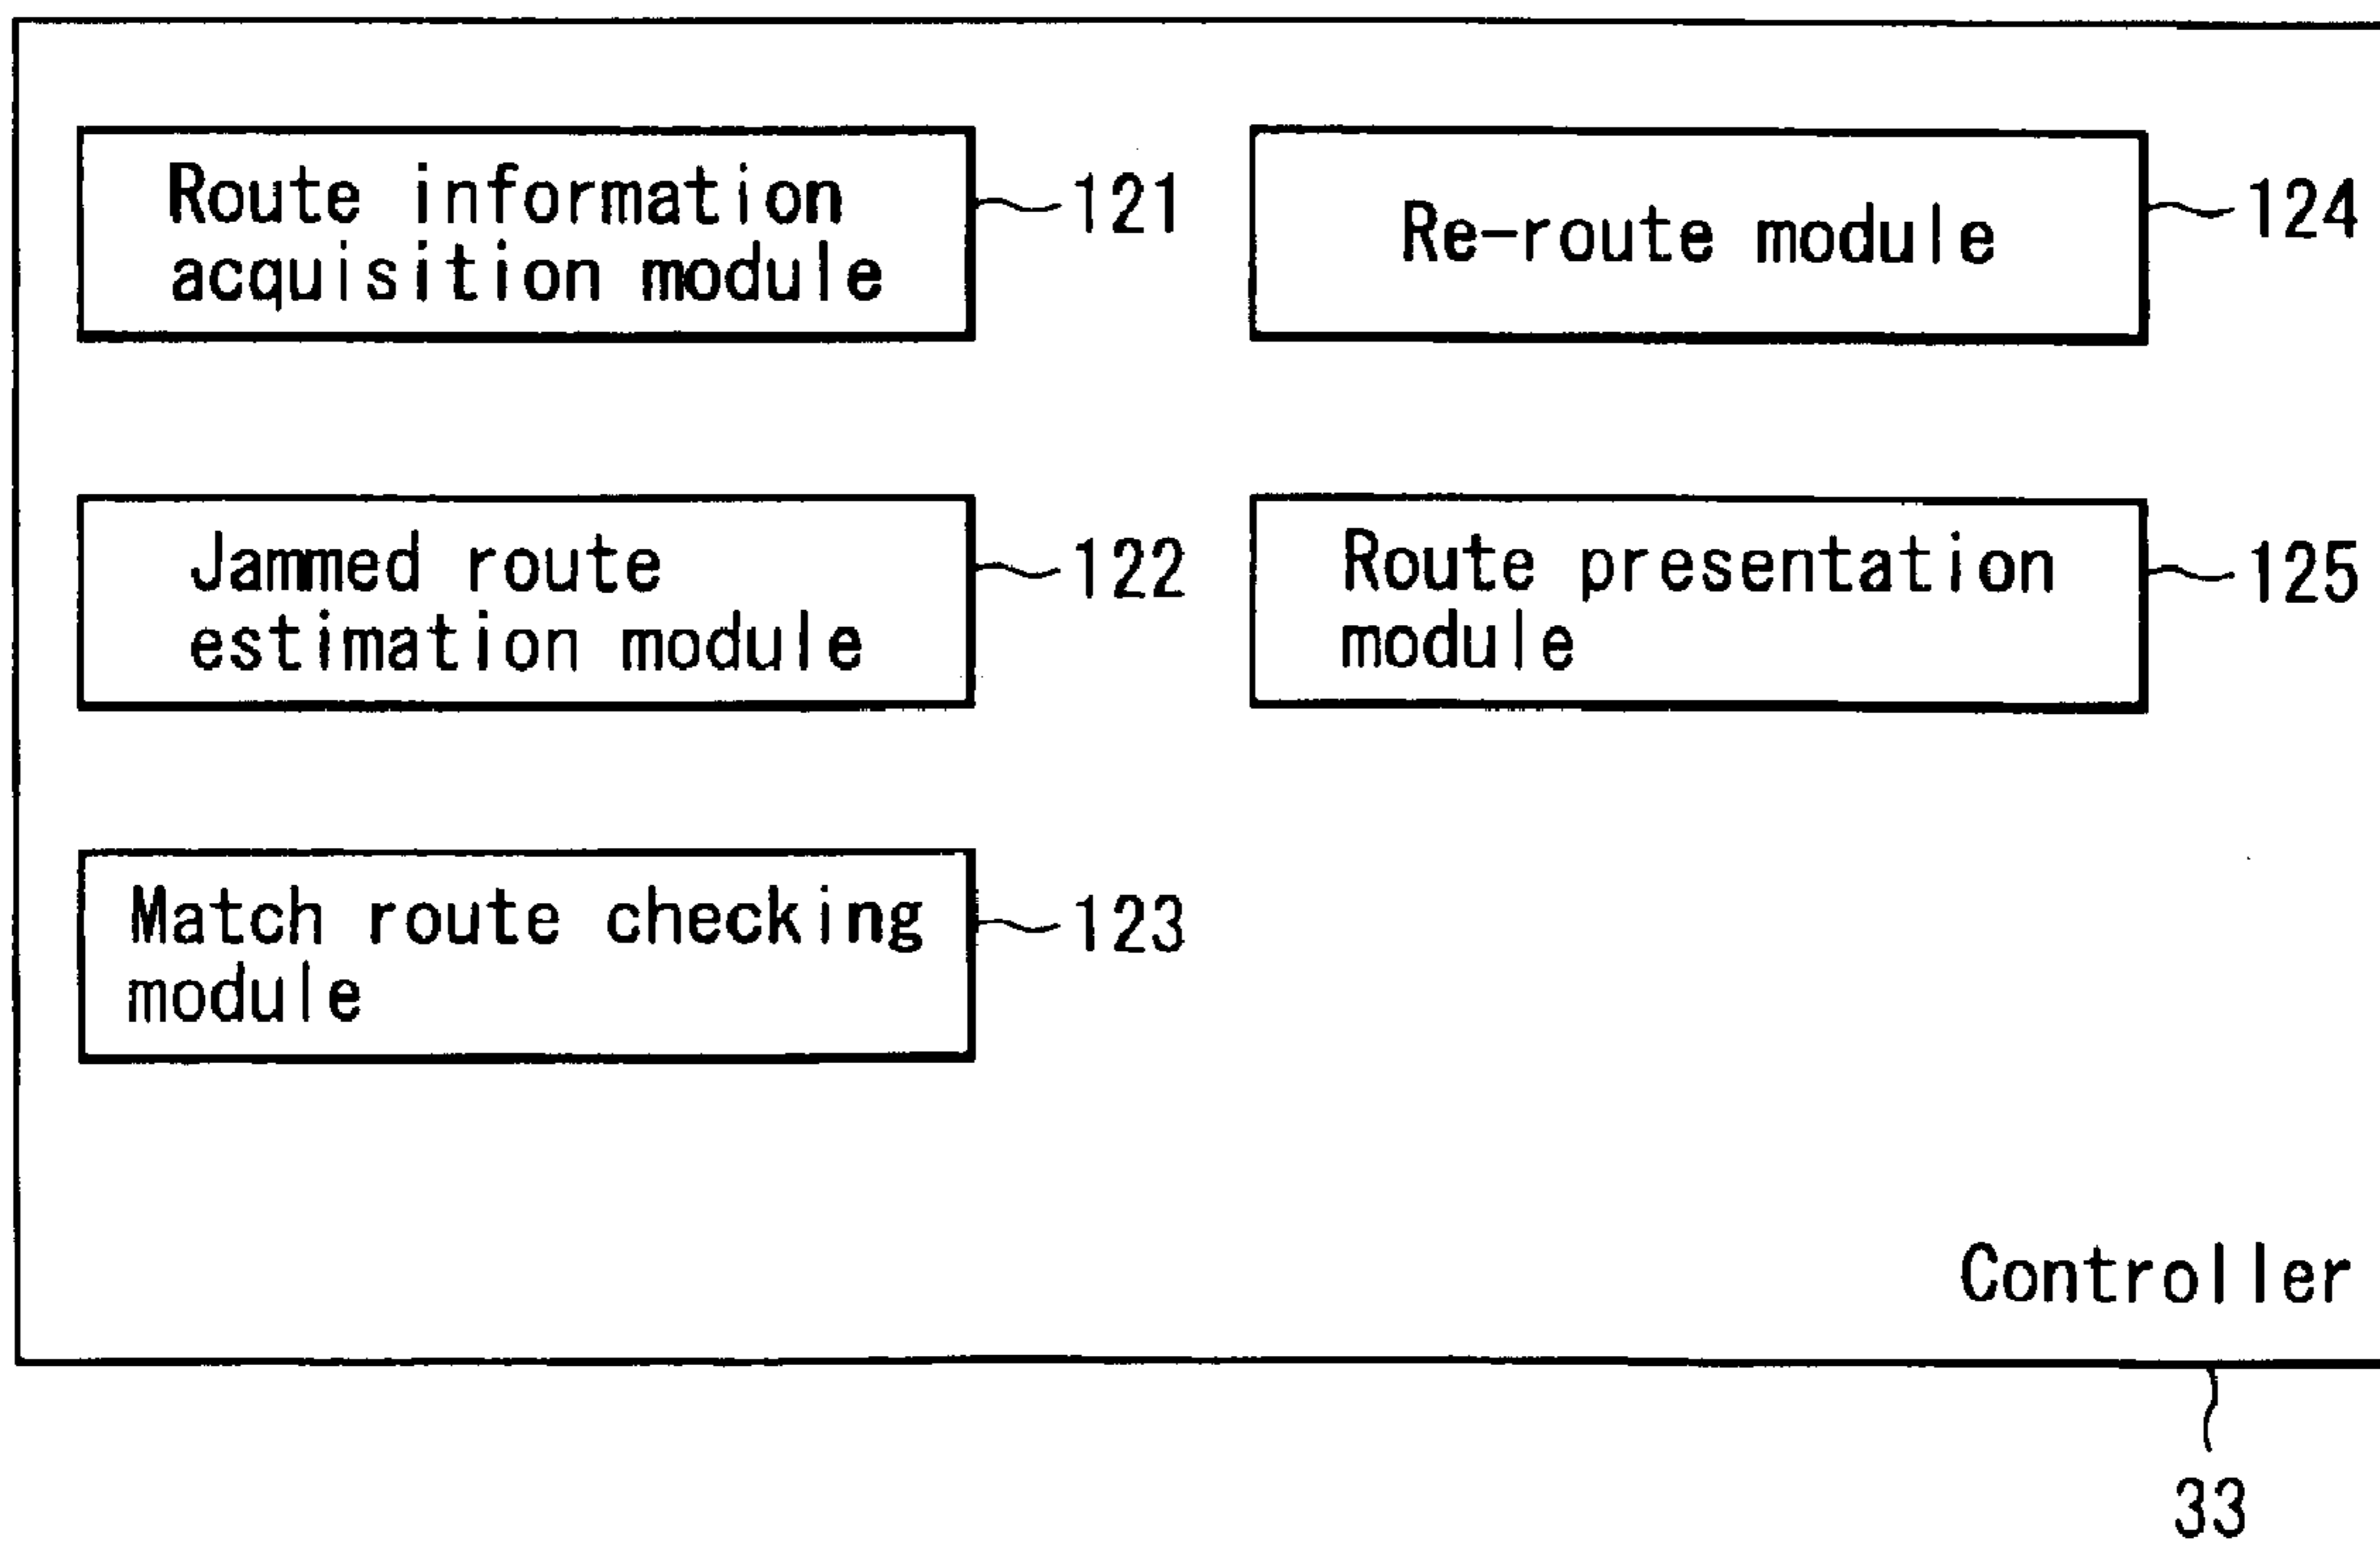 Route information
acquisition module
121
Jammed route
estimation module
122
Match route checking
module
123
Re-route module
124
Route presentation
module
125
Controller
33